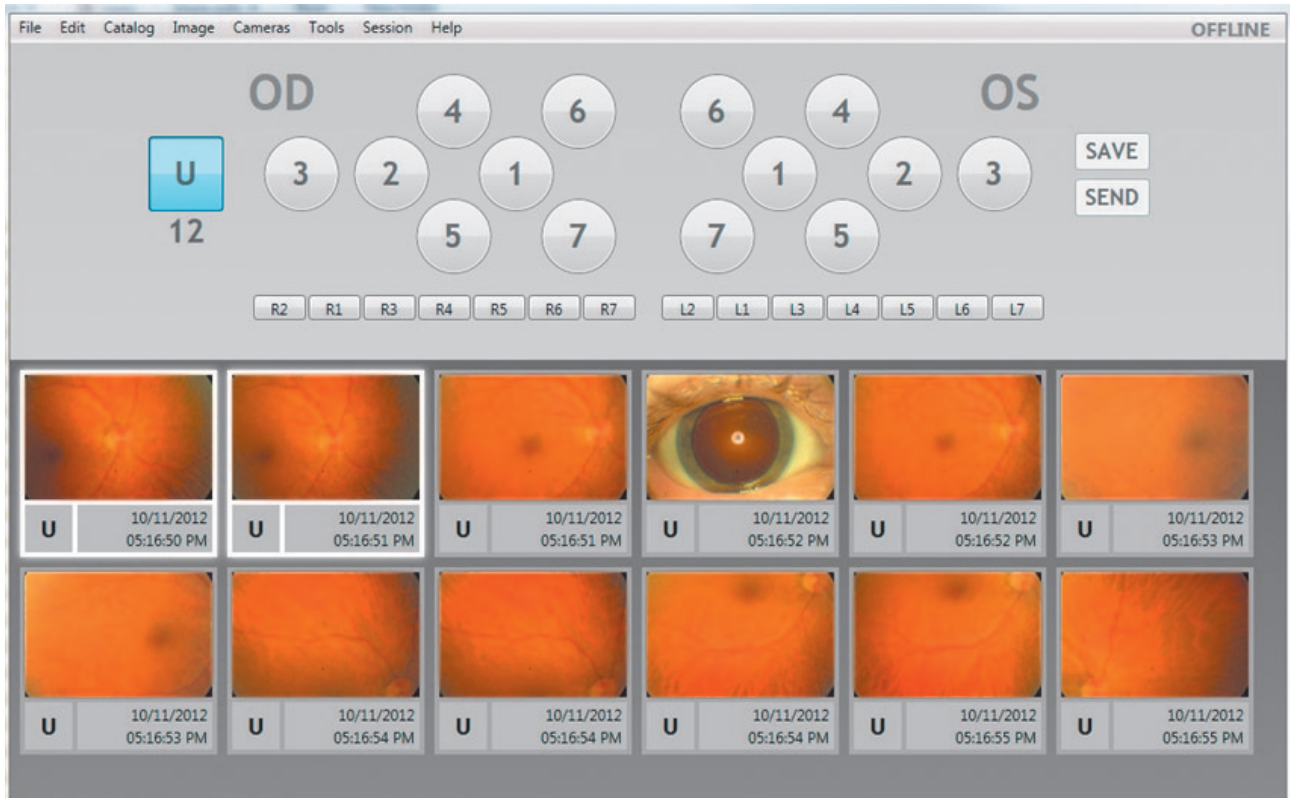 File Edit Catalog Image Cameras Tools Session Help OFFLINE
OD OS
4 6 6 4
U 3 2 1 1 2 3 SAVE
SEND
12
5 7 7 5
R2 R1 R3 R4 R5 R6 R7 L2 L1 L3 L4 L5 L6 L7
U 10/11/2012 05:16:50 PM
U 10/11/2012 05:16:51 PM
U 10/11/2012 05:16:51 PM
U 10/11/2012 05:16:52 PM
U 10/11/2012 05:16:52 PM
U 10/11/2012 05:16:53 PM
U 10/11/2012 05:16:53 PM
U 10/11/2012 05:16:54 PM
U 10/11/2012 05:16:54 PM
U 10/11/2012 05:16:54 PM
U 10/11/2012 05:16:55 PM
U 10/11/2012 05:16:55 PM